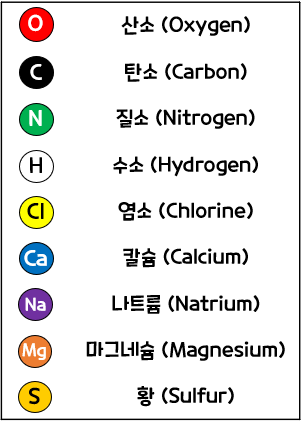 O 산소 (Oxygen)
C 탄소 (Carbon)
N 질소 (Nitrogen)
H 수소 (Hydrogen)
Cl 염소 (Chlorine)
Ca 칼슘 (Calcium)
Na 나트륨 (Natrium)
Mg 마그네슘 (Magnesium)
S 황 (Sulfur)